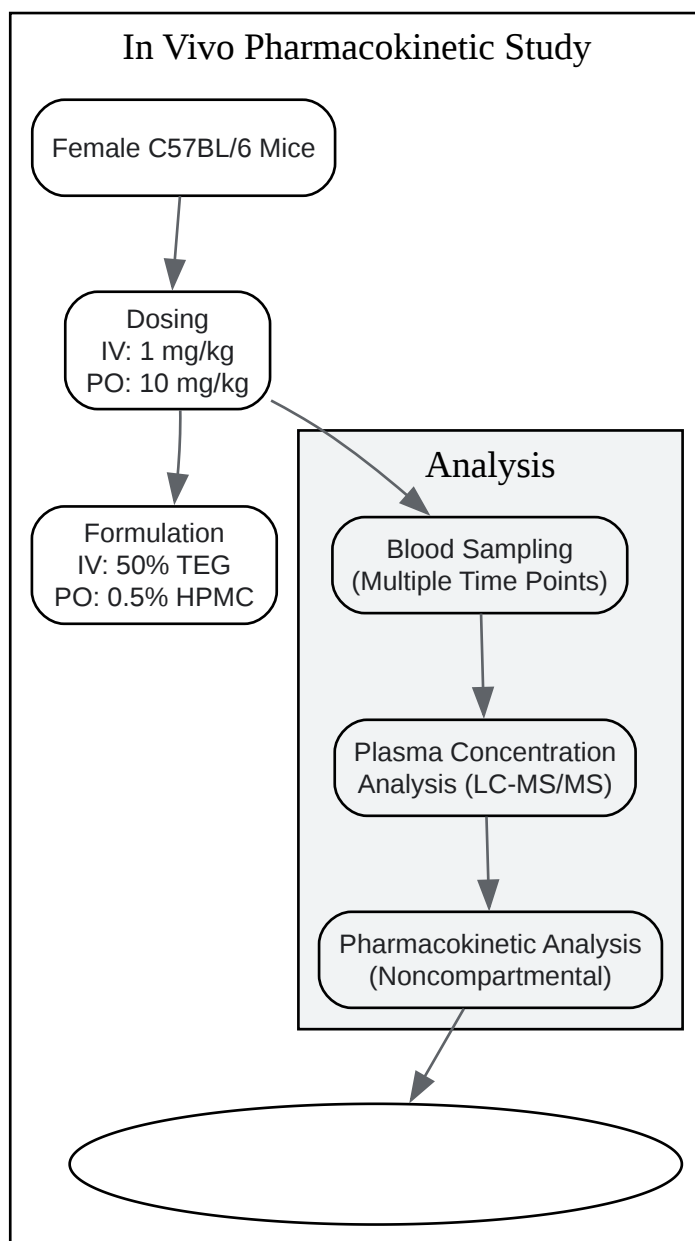 In Vivo Pharmacokinetic Study
Female C57BL/6 Mice
Dosing
IV: 1 mg/kg
PO: 10 mg/kg
Formulation
IV: 50% TEG
PO: 0.5% HPMC
Analysis
Blood Sampling
(Multiple Time Points)
Plasma Concentration
Analysis (LC-MS/MS)
Pharmacokinetic Analysis
(Noncompartmental)